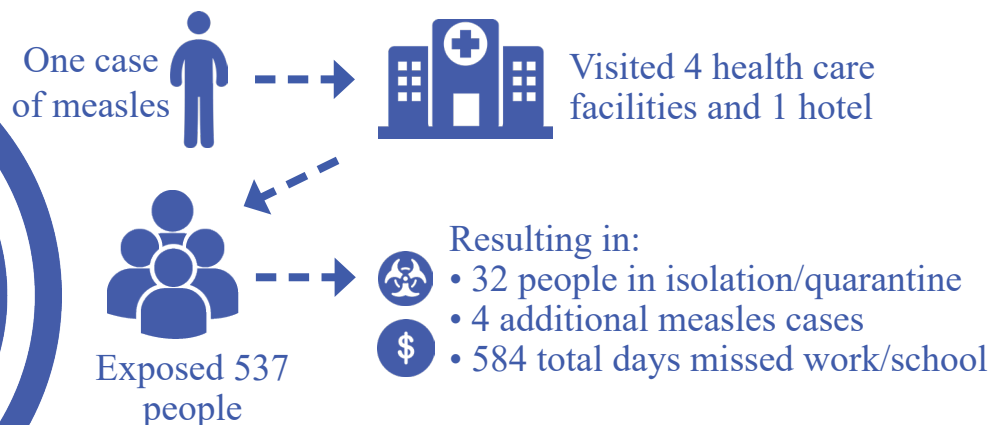 One case
of measles
Visited 4 health care
facilities and 1 hotel
Exposed 537
people
Resulting in:
• 32 people in isolation/quarantine
• 4 additional measles cases
$
• 584 total days missed work/school